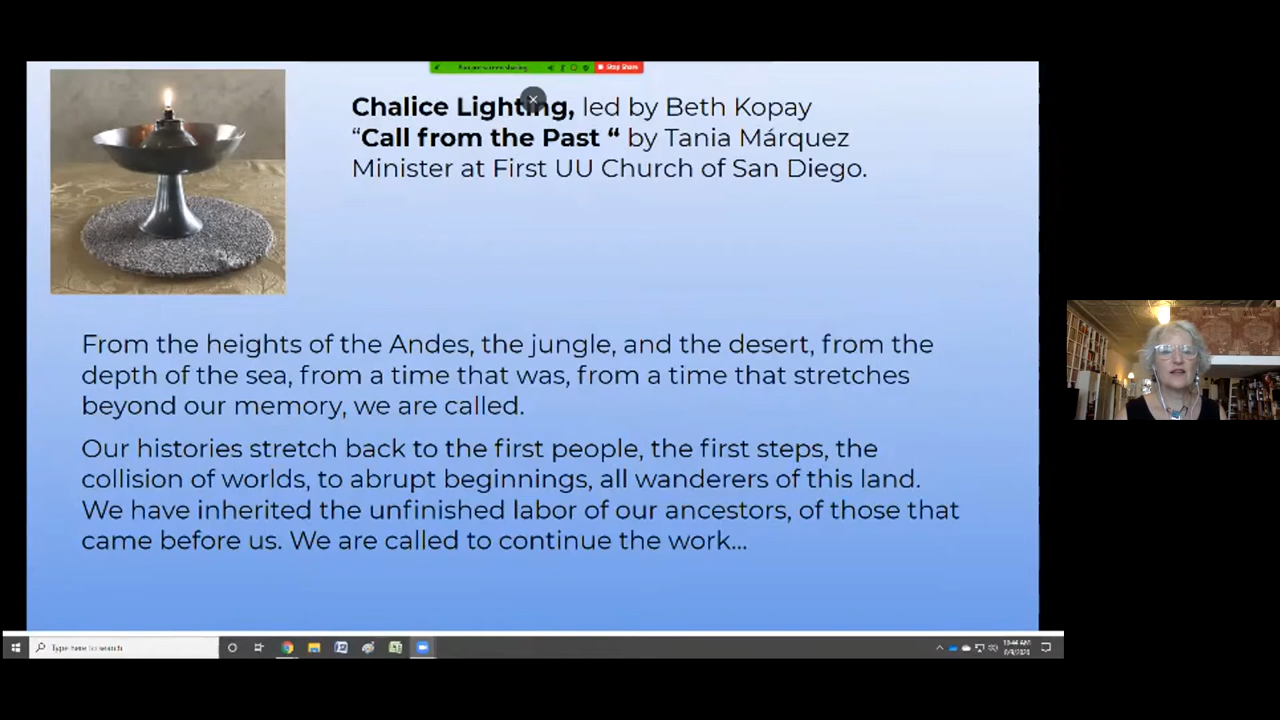 Stop Share
Chalice Lighting, led by Beth Kopay
“Call from the Past “ by Tania Márquez
Minister at First UU Church of San Diego.
From the heights of the Andes, the jungle, and the desert, from the
depth of the sea, from a time that was, from a time that stretches
beyond our memory, we are called.
Our histories stretch back to the first people, the first steps, the
collision of worlds, to abrupt beginnings, all wanderers of this land.
We have inherited the unfinished labor of our ancestors, of those that
came before us. We are called to continue the work...
Type here to search